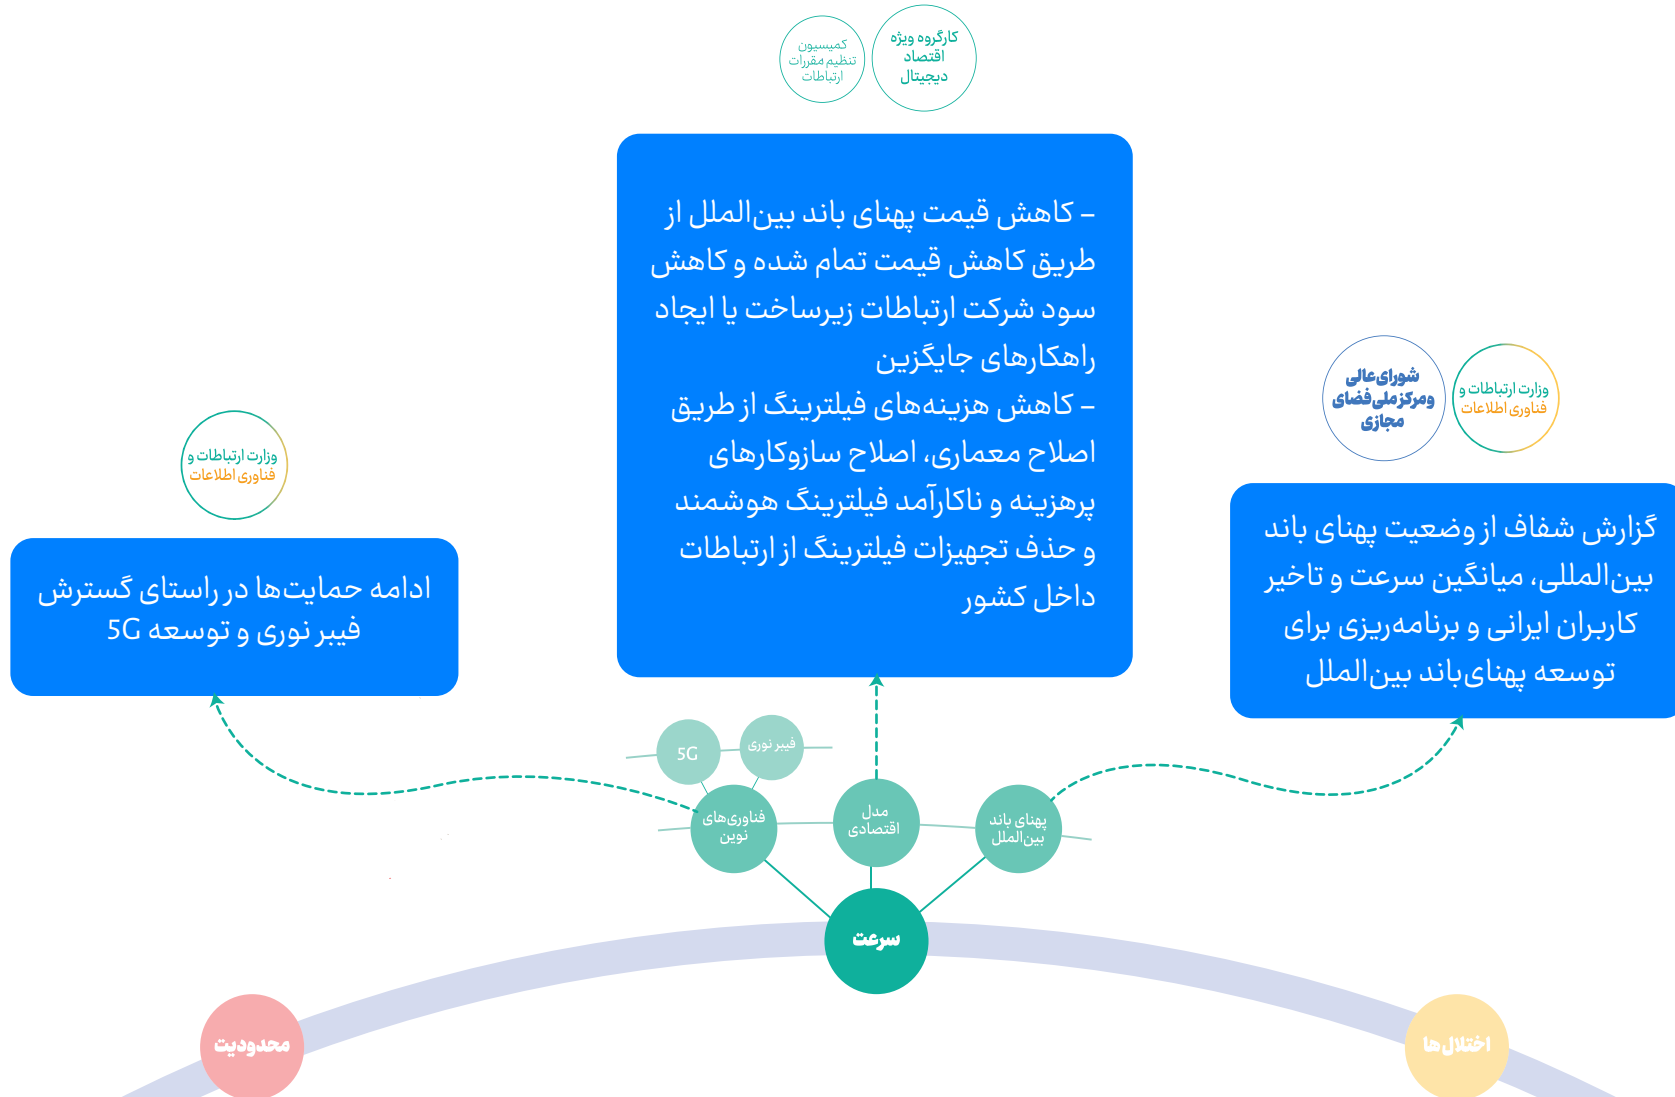 کارگروه ویژه
اقتصاد
دیجیتال
کمیسیون
تنظیم مقررات
ارتباطات
– کاهش قیمت پهنای باند بین‌الملل از
طریق کاهش قیمت تمام شده و کاهش
سود شرکت ارتباطات زیرساخت یا ایجاد
راهکارهای جایگزین
– کاهش هزینه‌های فیلترینگ از طریق
اصلاح معماری، اصلاح سازوکارهای
پرهزینه و ناکارآمد فیلترینگ هوشمند
و حذف تجهیزات فیلترینگ از ارتباطات
داخل کشور
وزارت ارتباطات و
فناوری اطلاعات
شورای‌عالی
ومرکز ملی‌فضای
مجازی
گزارش شفاف از وضعیت پهنای باند
بین‌المللی، میانگین سرعت و تاخیر
کاربران ایرانی و برنامه‌ریزی برای
توسعه پهنای‌باند بین‌الملل
وزارت ارتباطات و
فناوری اطلاعات
ادامه حمایت‌ها در راستای گسترش
فیبر نوری و توسعه 5G
فیبر نوری
5G
پهنای باند
بین‌الملل
مدل
اقتصادی
فناوری‌های
نوین
سرعت
اختلال‌ها
محدودیت